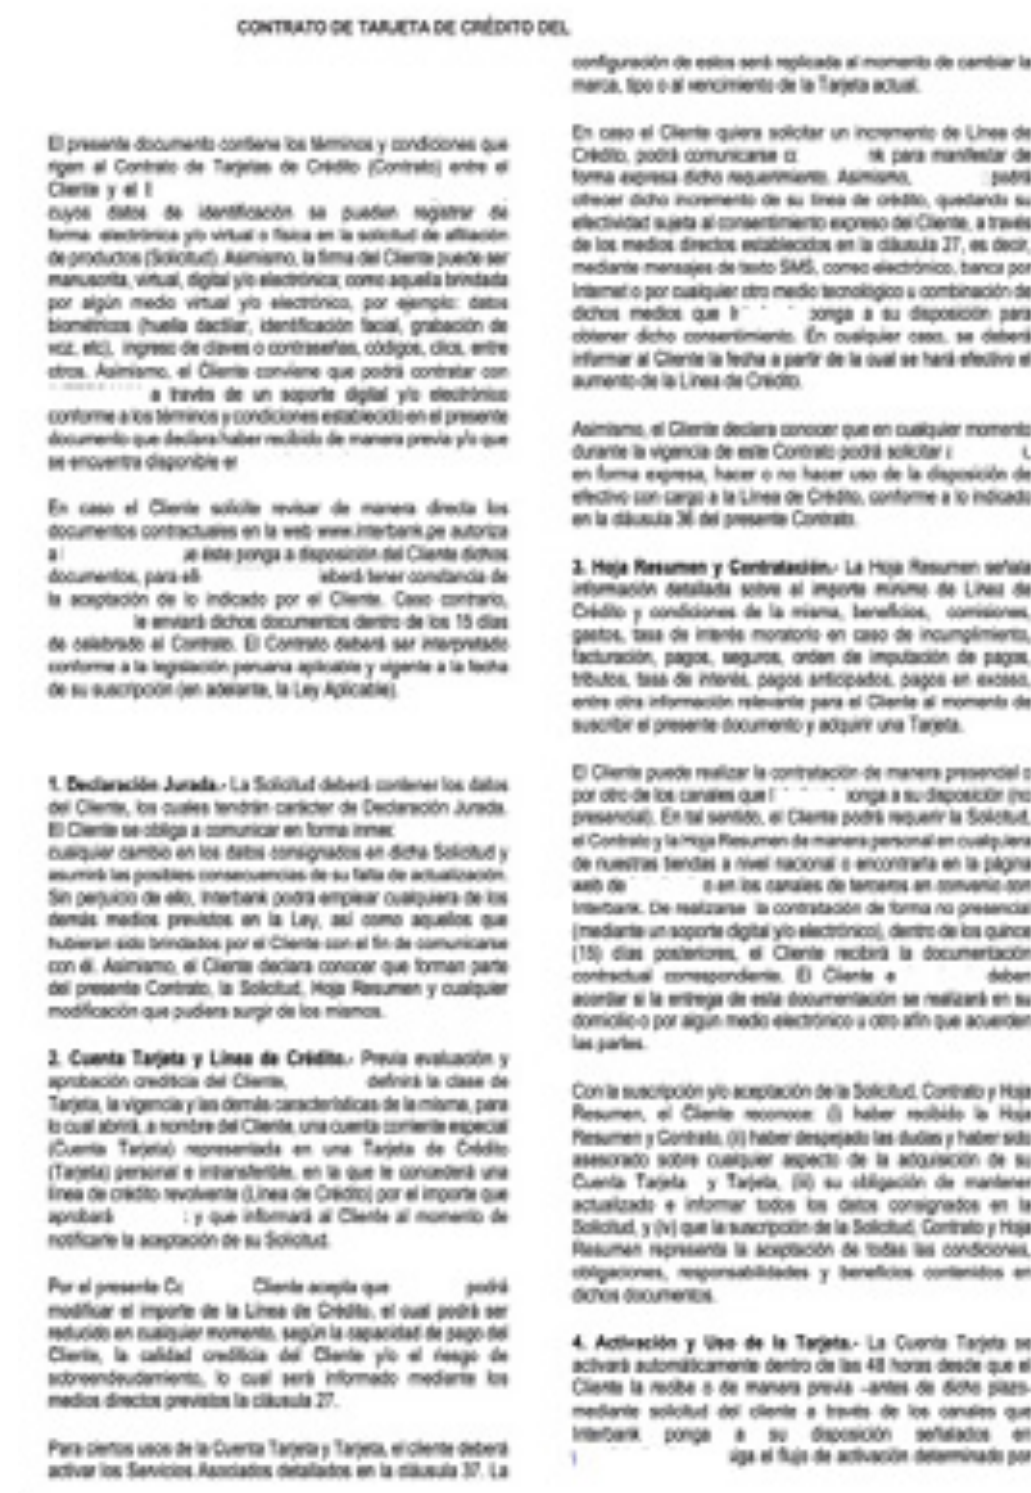 CONTRATO DE TARJETA DE CRÉDITO DEL
El presente documento contiene los términos y condiciones que
rigen al Contrato de Tarjetas de Crédito (Contrato) entre el
Cliente y el
cuyos datos de identificación se pueden registrar de
forma electrónica y/o virtual o física en la solicitud de afiliación
de productos (Solicitud). Asimismo, la firma del Cliente puede ser
manuscrita, virtual, digital y/o electrónica; como aquella brindada
por algún medio virtual y/o electrónico, por ejemplo: datos
biométricos (huella dactilar, identificación facial, grabación de
voz, etc), ingreso de claves o contraseñas, códigos, clics, entre
otros. Asimismo, el Cliente conviene que podrá contratar con
a través de un soporte digital y/o electrónico
conforme a los términos y condiciones establecido en el presente
documento que declara haber recibido de manera previa y/o que
se encuentra disponible
En caso el Cliente solicite revisar de manera directa los
documentos contractuales en la web www.interbank.pe autoriza
a ue éste ponga a disposición del Cliente dichos
documentos, para ell eberá tener constancia de
la aceptación de lo indicado por el Cliente. Caso contrario,
le enviará dichos documentos dentro de los 15 días
de celebrado el Contrato. El Contrato deberá ser interpretado
conforme a la legislación peruana aplicable y vigente a la fecha
de su suscripción (en adelante, la Ley Aplicable).
1. Declaración Jurada.- La Solicitud deberá contener los datos
del Cliente, los cuales tendrán carácter de Declaración Jurada.
El Cliente se obliga a comunicar en forma inmec
cualquier cambio en los datos consignados en dicha Solicitud y
asumirá las posibles consecuencias de su falta de actualización.
Sin perjuicio de ello, Interbank podrá emplear cualquiera de los
demás medios previstos en la Ley, así como aquellos que
hubieran sido brindados por el Cliente con el fin de comunicarse
con él. Asimismo, el Cliente declara conocer que forman parte
del presente Contrato, la Solicitud, Hoja Resumen y cualquier
modificación que pudiera surgir de los mismos.
2. Cuenta Tarjeta y Línea de Crédito.- Previa evaluación y
aprobación crediticia del Cliente, definirá la clase de
Tarjeta, la vigencia y las demás características de la misma, para
lo cual abrirá, a nombre del Cliente, una cuenta corriente especial
(Cuenta Tarjeta) representada en una Tarjeta de Crédito
(Tarjeta) personal e intransferible, en la que le concederá una
línea de crédito revolvente (Línea de Crédito) por el importe que
aprobará y que informará al Cliente al momento de
notificarle la aceptación de su Solicitud.
Por el presente Cc Cliente acepta que podrá
modificar el importe de la Línea de Crédito, el cual podrá ser
reducido en cualquier momento, según la capacidad de pago del
Cliente, la calidad crediticia del Cliente y/o el riesgo de
sobreendeudamiento, lo cual será informado mediante los
medios directos previstos la cláusula 27.
Para ciertos usos de la Cuenta Tarjeta y Tarjeta, el cliente deberá
activar los Servicios Asociados detallados en la cláusula 37. La
configuración de estos será replicada al momento de cambiar la
marca, tipo o al vencimiento de la Tarjeta actual.
En caso el Cliente quiera solicitar un incremento de Línea de
Crédito, podrá comunicarse nk para manifestar de
forma expresa dicho requerimiento. Asimismo, podrá
ofrecer dicho incremento de su línea de crédito, quedando su
efectividad sujeta al consentimiento expreso del Cliente, a través
de los medios directos establecidos en la cláusula 27, es decir,
mediante mensajes de texto SMS, correo electrónico, banca por
Internet o por cualquier otro medio tecnológico u combinación de
dichos medios que ponga a su disposición para
obtener dicho consentimiento. En cualquier caso, se deberá
informar al Cliente la fecha a partir de la cual se hará efectivo el
aumento de la Línea de Crédito.
Asimismo, el Cliente declara conocer que en cualquier momento
durante la vigencia de este Contrato podrá solicitar
en forma expresa, hacer o no hacer uso de la disposición de
efectivo con cargo a la Línea de Crédito, conforme a lo indicado
en la cláusula 36 del presente Contrato.
3. Hoja Resumen y Contratación.- La Hoja Resumen señala
información detallada sobre el importe mínimo de Línea de
Crédito y condiciones de la misma, beneficios, comisiones,
gastos, tasa de interés moratorio en caso de incumplimiento,
facturación, pagos, seguros, orden de imputación de pagos,
tributos, tasa de interés, pagos anticipados, pagos en exceso,
entre otra información relevante para el Cliente al momento de
suscribir el presente documento y adquirir una Tarjeta.
El Cliente puede realizar la contratación de manera presencial o
por otro de los canales que onga a su disposición (no
presencial). En tal sentido, el Cliente podrá requerir la Solicitud,
el Contrato y la Hoja Resumen de manera personal en cualquiera
de nuestras tiendas a nivel nacional o encontrarla en la página
web de o en los canales de terceros en convenio con
Interbank. De realizarse la contratación de forma no presencial
(mediante un soporte digital y/o electrónico), dentro de los quince
(15) días posteriores, el Cliente recibirá la documentación
contractual correspondiente. El Cliente e deben
acordar si la entrega de esta documentación se realizará en su
domicilio o por algún medio electrónico u otro afín que acuerden
las partes.
Con la suscripción y/o aceptación de la Solicitud, Contrato y Hoja
Resumen, el Cliente reconoce: (i) haber recibido la Hoja
Resumen y Contrato, (ii) haber despejado las dudas y haber sido
asesorado sobre cualquier aspecto de la adquisición de su
Cuenta Tarjeta y Tarjeta, (iii) su obligación de mantener
actualizado e informar todos los datos consignados en la
Solicitud, y (iv) que la suscripción de la Solicitud, Contrato y Hoja
Resumen representa la aceptación de todas las condiciones,
obligaciones, responsabilidades y beneficios contenidos en
dichos documentos.
4. Activación y Uso de la Tarjeta.- La Cuenta Tarjeta se
activará automáticamente dentro de las 48 horas desde que el
Cliente la recibe o de manera previa –antes de dicho plazo-
mediante solicitud del cliente a través de los canales que
Interbank ponga a su disposición señalados en
iga el flujo de activación determinado por